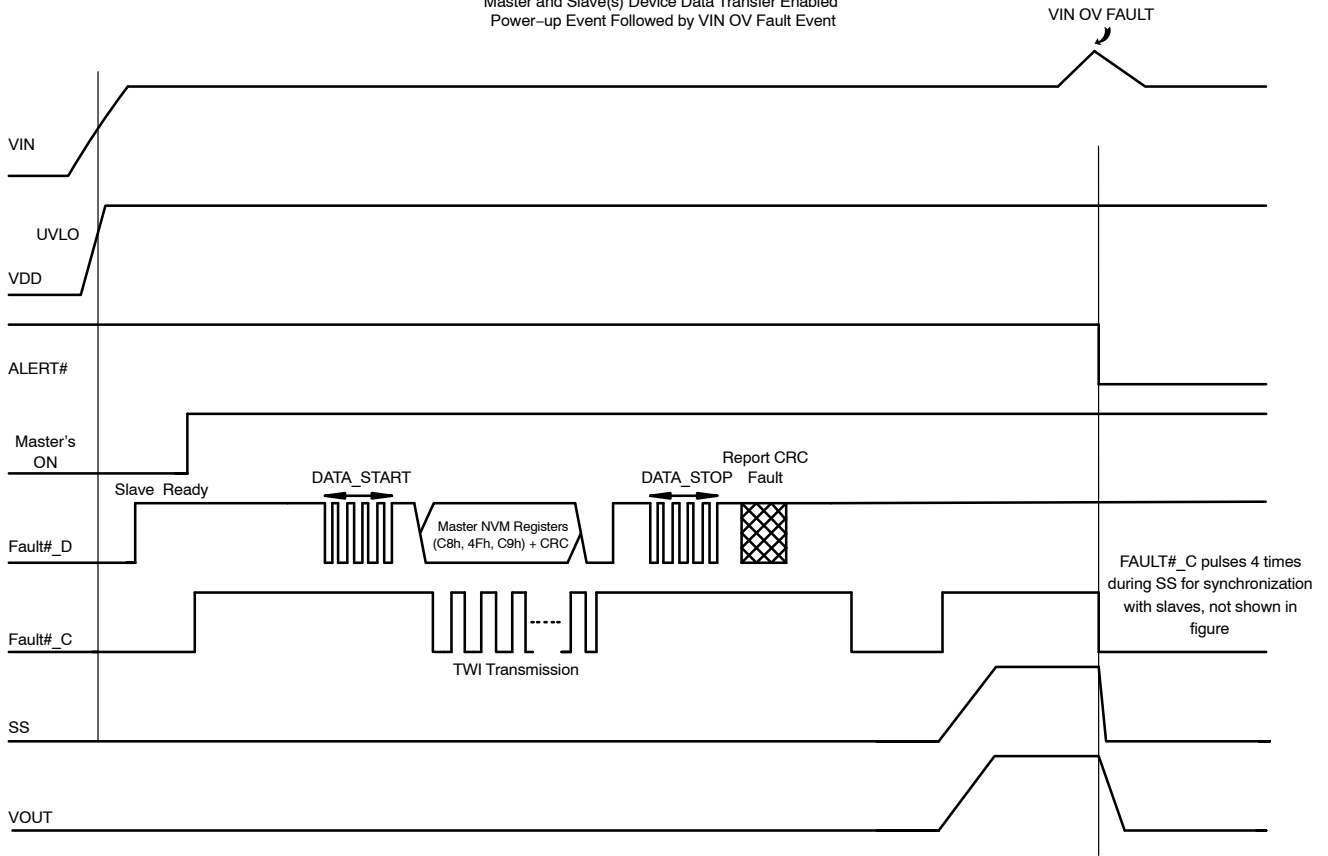 Master and Slave(s) Device Data Transfer Enabled
Power−up Event Followed by VIN OV Fault Event
VIN OV FAULT
VIN
UVLO
VDD
ALERT#
Master's
ON
Slave Ready
DATA_START
DATA_STOP
Report CRC
Fault
Fault#_D
Master NVM Registers
(C8h, 4Fh, C9h) + CRC
FAULT#_C pulses 4 times
during SS for synchronization
with slaves, not shown in
figure
Fault#_C
TWI Transmission
SS
VOUT